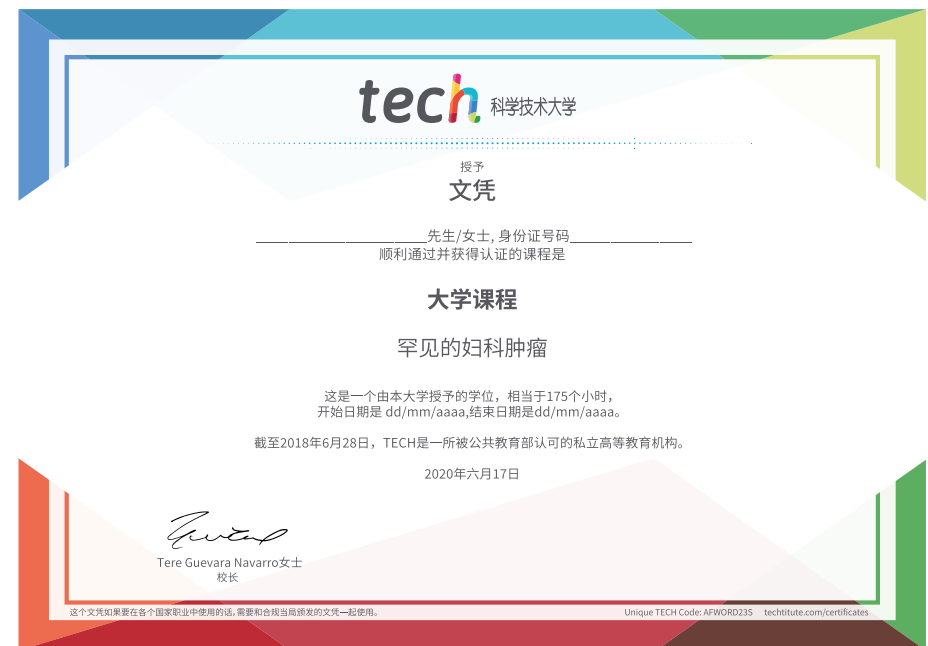 tech 科学技术大学
授予
文凭
先生/女士, 身份证号码
顺利通过并获得认证的课程是
大学课程
罕见的妇科肿瘤
这是一个由本大学授予的学位，相当于175个小时，
开始日期是 dd/mm/aaaa,结束日期是dd/mm/aaaa。
截至2018年6月28日，TECH是一所被公共教育部认可的私立高等教育机构。
2020年六月17日
Tere Guevara Navarro女士
校长
这个文凭如果要在各个国家职业中使用的话,需要和合规当局颁发的文凭一起使用。
Unique TECH Code: AFWORD23S techtitute.com/certificates